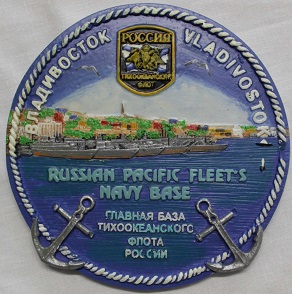 ВЛАДИВОСТОК
VLADIVOSTOK
РОССИЯ
ТИХООКЕАНСКИЙ
ФЛОТ
RUSSIAN PACIFIC FLEET'S
NAVY BASE
ГЛАВНАЯ БАЗА
ТИХООКЕАНСКОГО
ФЛОТА
РОССИИ